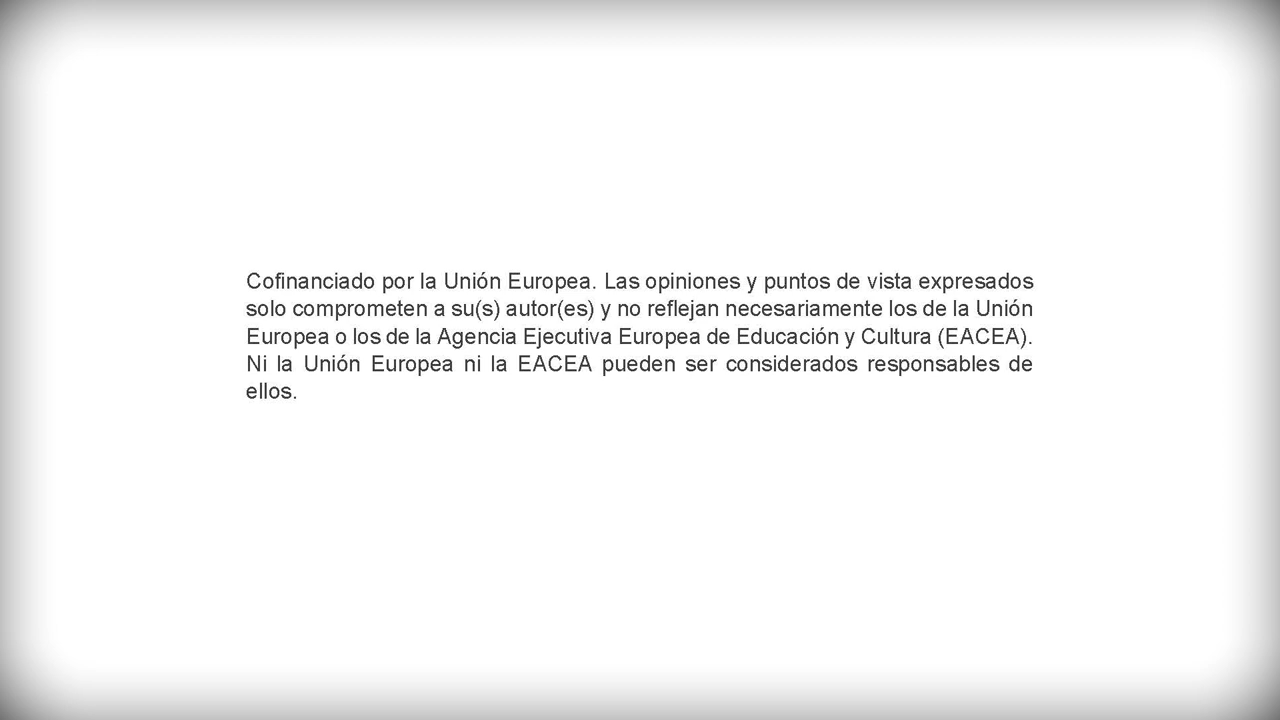 Cofinanciado por la Unión Europea. Las opiniones y puntos de vista expresados
solo comprometen a su(s) autor(es) y no reflejan necesariamente los de la Unión
Europea o los de la Agencia Ejecutiva Europea de Educación y Cultura (EACEA).
Ni la Unión Europea ni la EACEA pueden ser considerados responsables de
ellos.